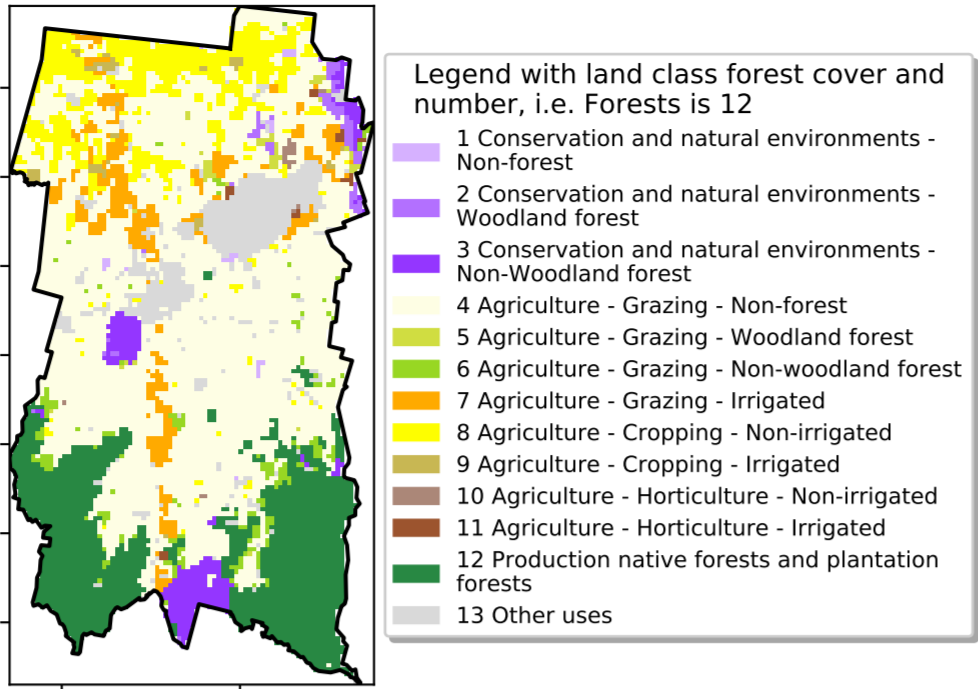 Legend with land class forest cover and
number, i.e. Forests is 12
1 Conservation and natural environments -
Non-forest
2 Conservation and natural environments -
Woodland forest
3 Conservation and natural environments -
Non-Woodland forest
4 Agriculture - Grazing - Non-forest
5 Agriculture - Grazing - Woodland forest
6 Agriculture - Grazing - Non-woodland forest
7 Agriculture - Grazing - Irrigated
8 Agriculture - Cropping - Non-irrigated
9 Agriculture - Cropping - Irrigated
10 Agriculture - Horticulture - Non-irrigated
11 Agriculture - Horticulture - Irrigated
12 Production native forests and plantation
forests
13 Other uses